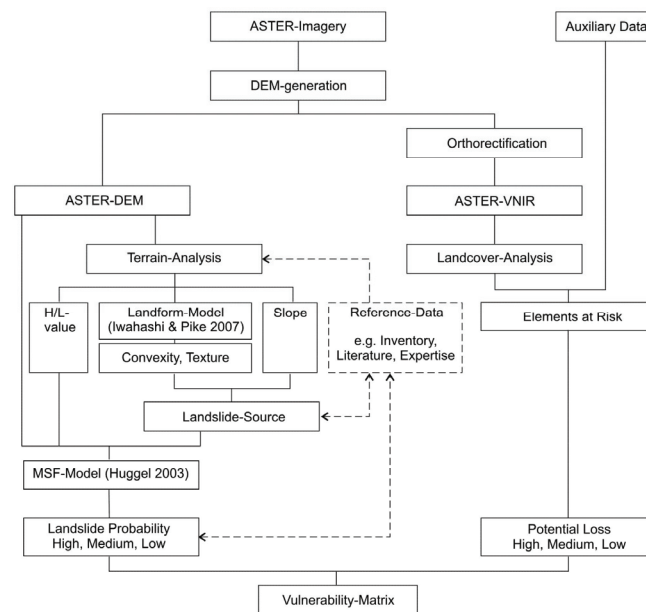 ASTER-Imagery
Auxiliary Data
DEM-generation
Orthorectification
ASTER-DEM
ASTER-VNIR
Terrain-Analysis
Landcover-Analysis
H/L-
value
Landform-Model
(Iwahashi & Pike 2007)
Slope
Reference-Data
e.g. Inventory,
Literature, Expertise
Elements at Risk
Convexity, Texture
Landslide-Source
MSF-Model (Huggel 2003)
Landslide Probability
High, Medium, Low
Potential Loss
High, Medium, Low
Vulnerability-Matrix